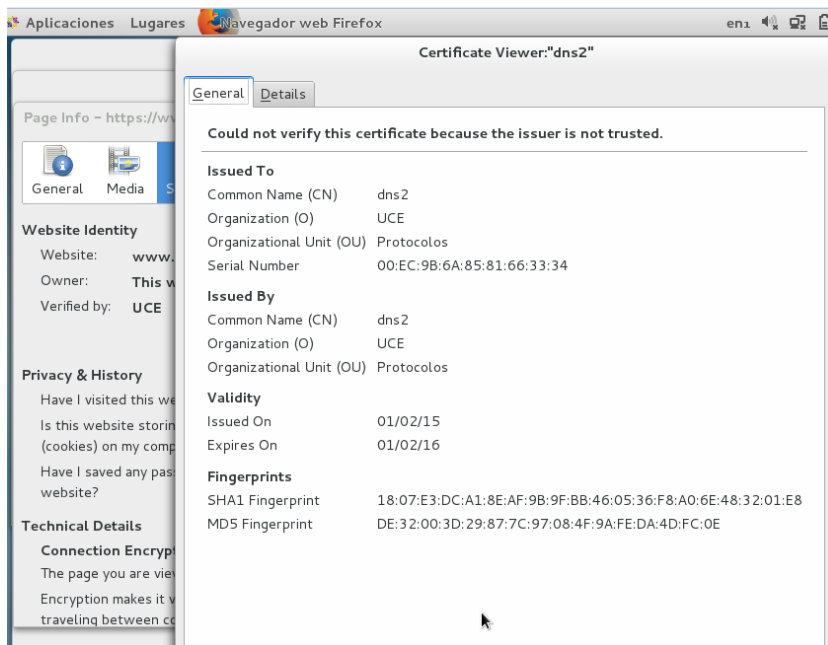 Aplicaciones Lugares Navegador web Firefox en1
Certificate Viewer:"dns2"
General Details
Page Info - https://ww
General Media S
Could not verify this certificate because the issuer is not trusted.
Issued To
Common Name (CN) dns2
Organization (O) UCE
Organizational Unit (OU) Protocolos
Serial Number 00:EC:9B:6A:85:81:66:33:34
Issued By
Common Name (CN) dns2
Organization (O) UCE
Organizational Unit (OU) Protocolos
Validity
Issued On 01/02/15
Expires On 01/02/16
Fingerprints
SHA1 Fingerprint 18:07:E3:DC:A1:8E:AF:9B:9F:BB:46:05:36:F8:A0:6E:48:32:01:E8
MD5 Fingerprint DE:32:00:3D:29:87:7C:97:08:4F:9A:FE:DA:4D:FC:0E
Website Identity
Website: www.
Owner: This w
Verified by: UCE
Privacy & History
Have I visited this we
Is this website storin
(cookies) on my comp
Have I saved any pas
website?
Technical Details
Connection Encryp
The page you are vie
Encryption makes it v
traveling between co